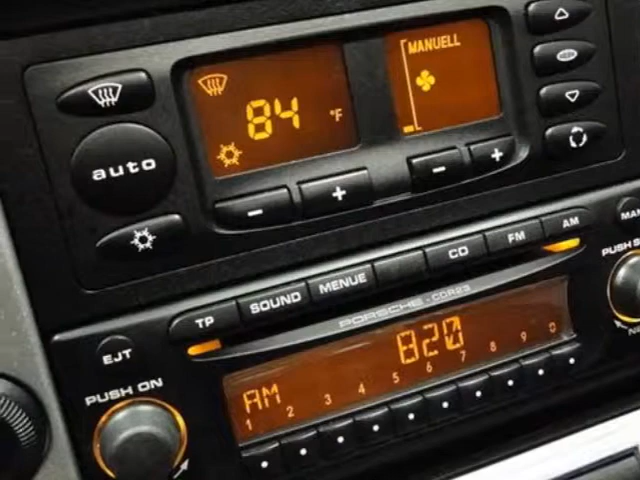 MANUELL
84 °F
auto
- + - +
TP SOUND MENUE CD FM AM
PORSCHE CDR23
EJT
820
PUSH ON
AM
1 2 3 4 5 6 7 8 9 0